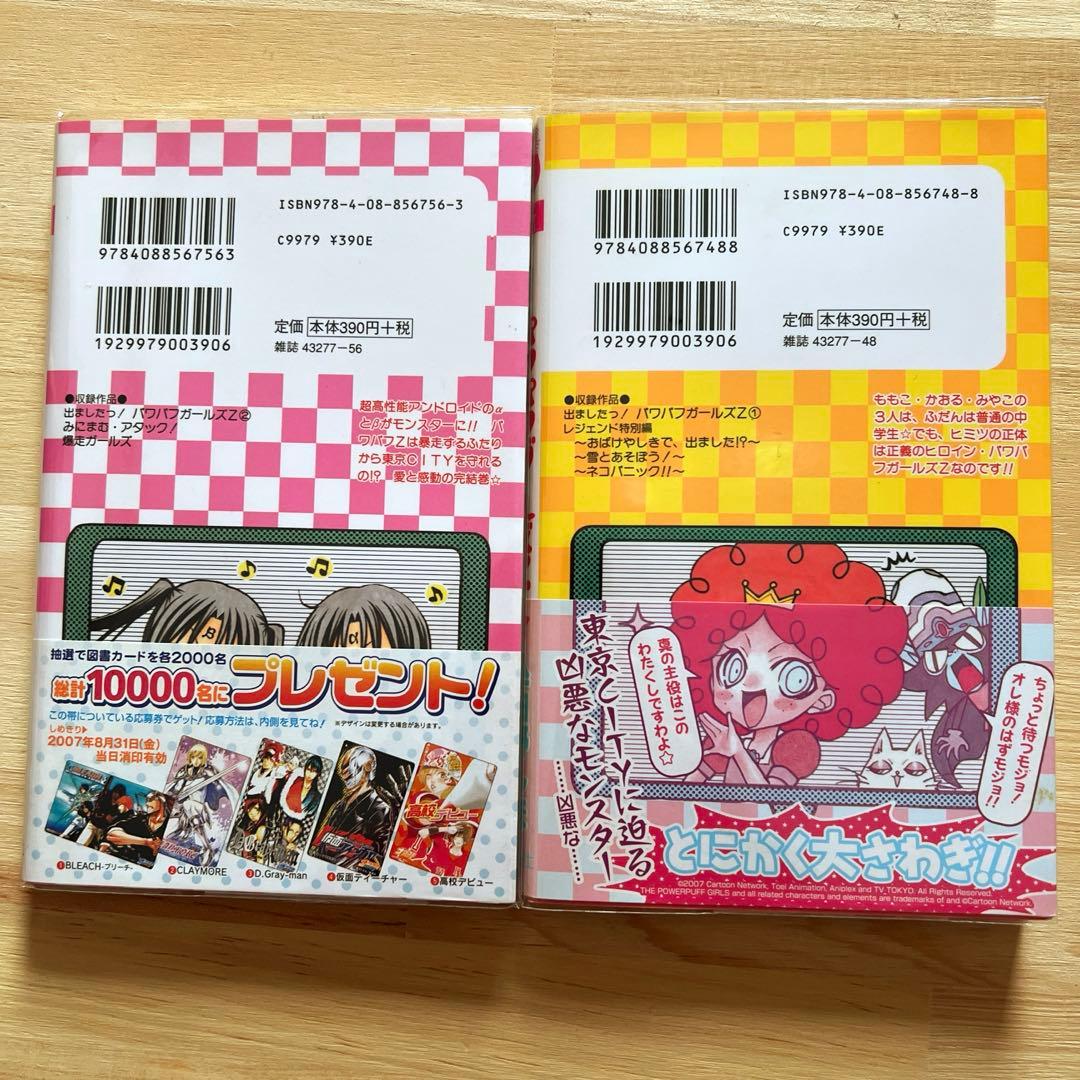 ISBN978-4-08-856756-3
C9979 ¥390E
9784088567563
1929979003906
定価 本体390円+税
雑誌 43277-56
●収録作品●
出ましたっ! パワパフガールズZ②
みこまむ・アタック!
爆走ガールズ
超高性能アンドロイドのα
とβがモンスターに!! パ
ワパフZは暴走するふたり
から東京CITYを守れる
の!? 愛と感動の完結巻☆
抽選で図書カードを各2000名
総計10000名にプレゼント!
この帯についている応募券でゲット!応募方法は、内側を見てね!
※デザインは変更する場合があります。
しめきり▶
2007年8月31日(金)
当日消印有効
高校デビュー
①BLEACH-ブリーチ-
②CLAYMORE
③D.Gray-man
④仮面ティーチャー
⑤高校デビュー
ISBN978-4-08-856748-8
C9979 ¥390E
9784088567488
1929979003906
定価 本体390円+税
雑誌 43277-48
●収録作品●
出ましたっ! パワパフガールズZ①
レジェンド特別編
〜おばけやしきで、出ました!?〜
〜雪とあそぼう!〜
〜ネコパニック!!〜
ももこ・かおる・みやこの
3人は、ふだんは普通の中
学生☆でも、ヒミツの正体
は正義のヒロイン・パワパ
フガールズZなのです!!
真の主役はこの
わたくしですわよ☆
ちょっと待つモジョ!
オレ様のはずモジョ!!
東京CITYに迫る
凶悪なモンスター
……凶悪な……
とにかく大さわぎ!!
©2007 Cartoon Network, Toei Animation, Aniplex and TV TOKYO. All Rights Reserved.
THE POWERPUFF GIRLS and all related characters and elements are trademarks of and ©Cartoon Network.